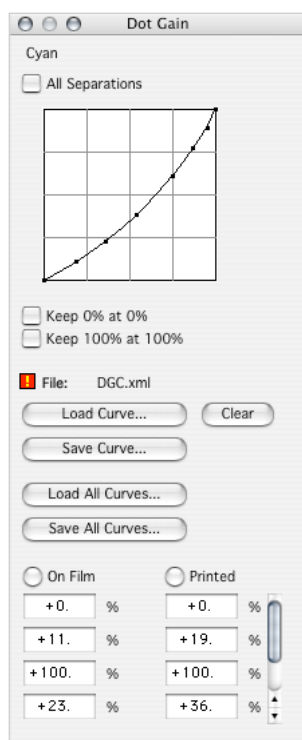 Dot Gain
Cyan
All Separations
Keep 0% at 0%
Keep 100% at 100%
File: DGC.xml
Load Curve... Clear
Save Curve...
Load All Curves...
Save All Curves...
On Film Printed
+0. % +0. %
+11. % +19. %
+100. % +100. %
+23. % +36. %